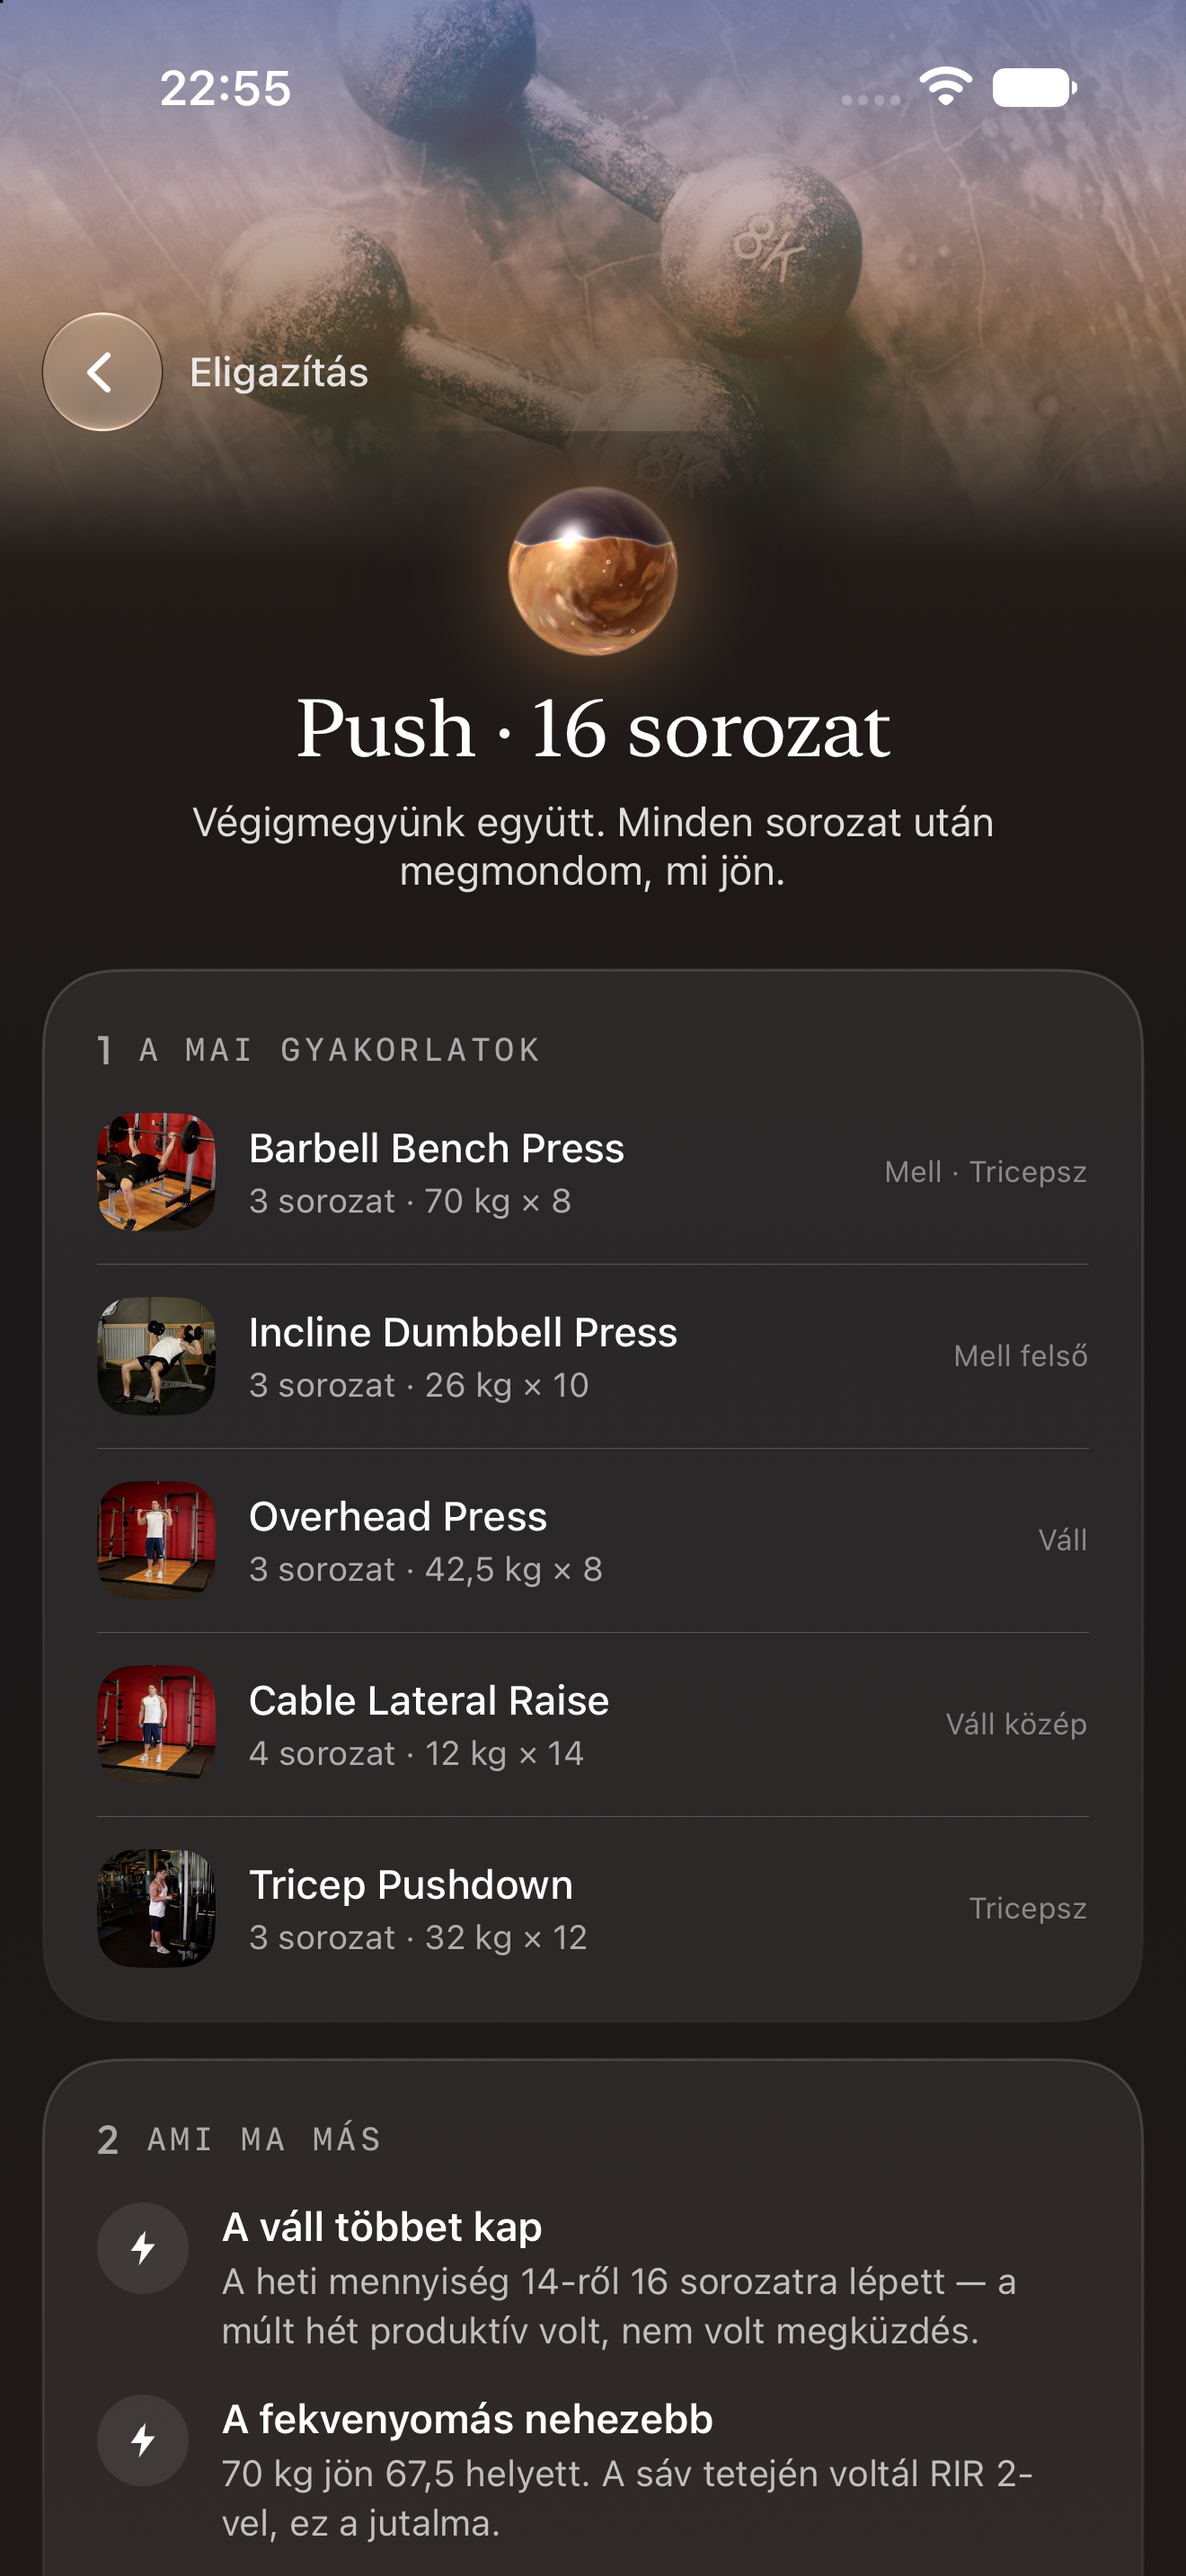 22:55
8K
Eligazítás
8K
Push · 16 sorozat
Végigmegyünk együtt. Minden sorozat után
megmondom, mi jön.
1 A MAI GYAKORLATOK
Barbell Bench Press
3 sorozat · 70 kg × 8
Mell · Tricepsz
Incline Dumbbell Press
3 sorozat · 26 kg × 10
Mell felső
Overhead Press
3 sorozat · 42,5 kg × 8
Váll
Cable Lateral Raise
4 sorozat · 12 kg × 14
Váll közép
Tricep Pushdown
3 sorozat · 32 kg × 12
Tricepsz
2 AMI MA MÁS
A váll többet kap
A heti mennyiség 14-ről 16 sorozatra lépett — a
múlt hét produktív volt, nem volt megküzdés.
A fekvenyomás nehezebb
70 kg jön 67,5 helyett. A sáv tetején voltál RIR 2-
vel, ez a jutalma.